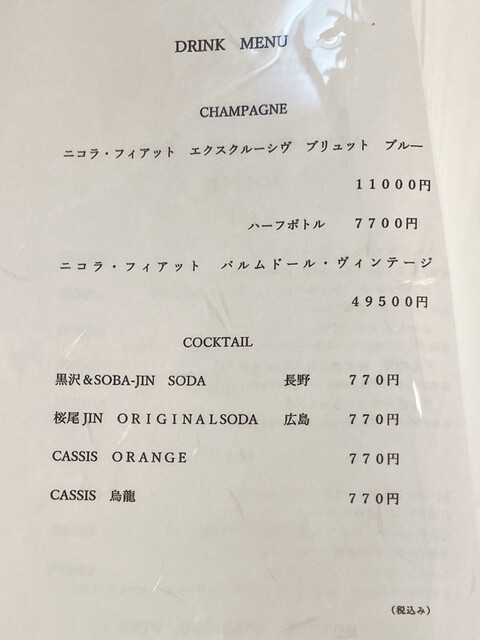 DRINK MENU
CHAMPAGNE
ニコラ・フィアット エクスクルーシヴ ブリュット ブルー
11000円
ハーフボトル 7700円
ニコラ・フィアット パルムドール・ヴィンテージ
49500円
COCKTAIL
黒沢&SOBA-JIN SODA 長野 770円
桜尾JIN ORIGINALSODA 広島 770円
CASSIS ORANGE 770円
CASSIS 烏龍 770円
(税込み)